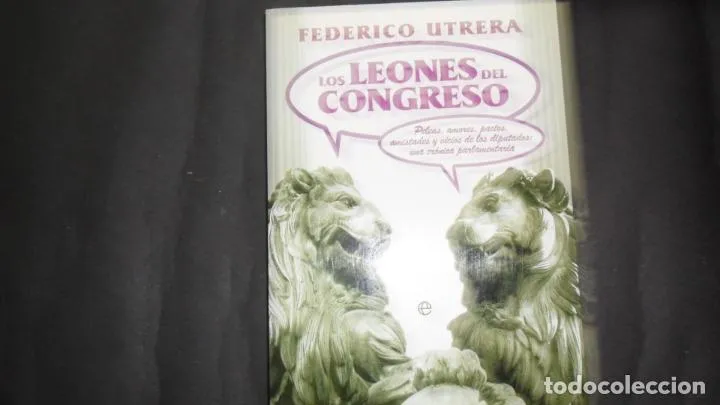 FEDERICO UTRERA
LOS LEONES DEL
CONGRESO
Peleas, amores, pactos,
amistades y vicios de los diputados:
una crónica parlamentaria
e
todocoleccion